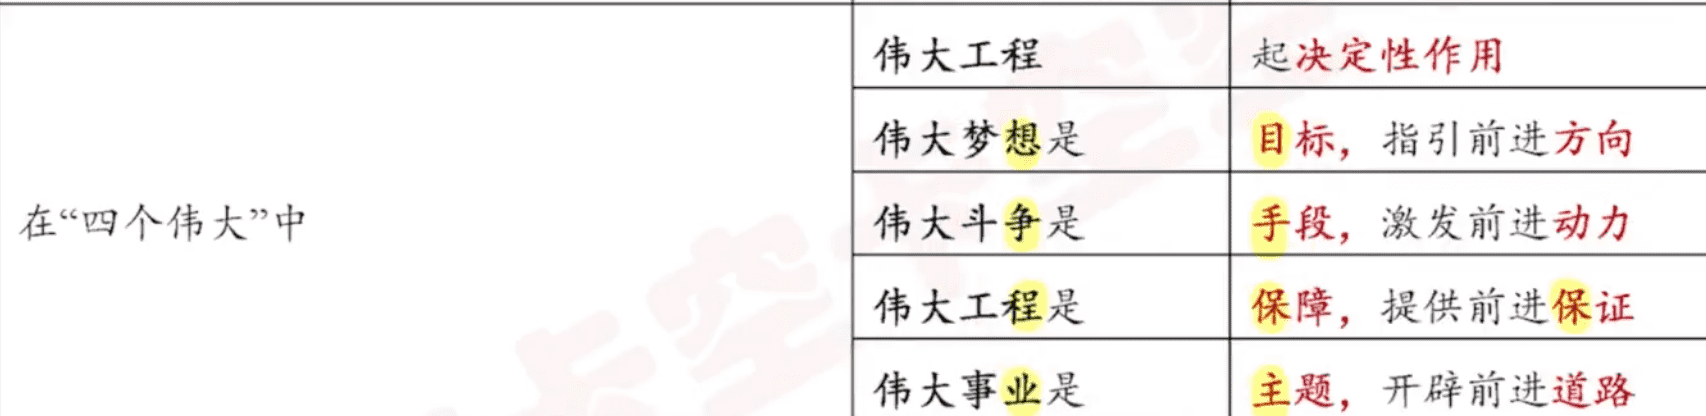 伟大工程 起决定性作用
伟大梦想是 目标，指引前进方向
在“四个伟大”中 伟大斗争是 手段，激发前进动力
伟大工程是 保障，提供前进保证
伟大事业是 主题，开辟前进道路